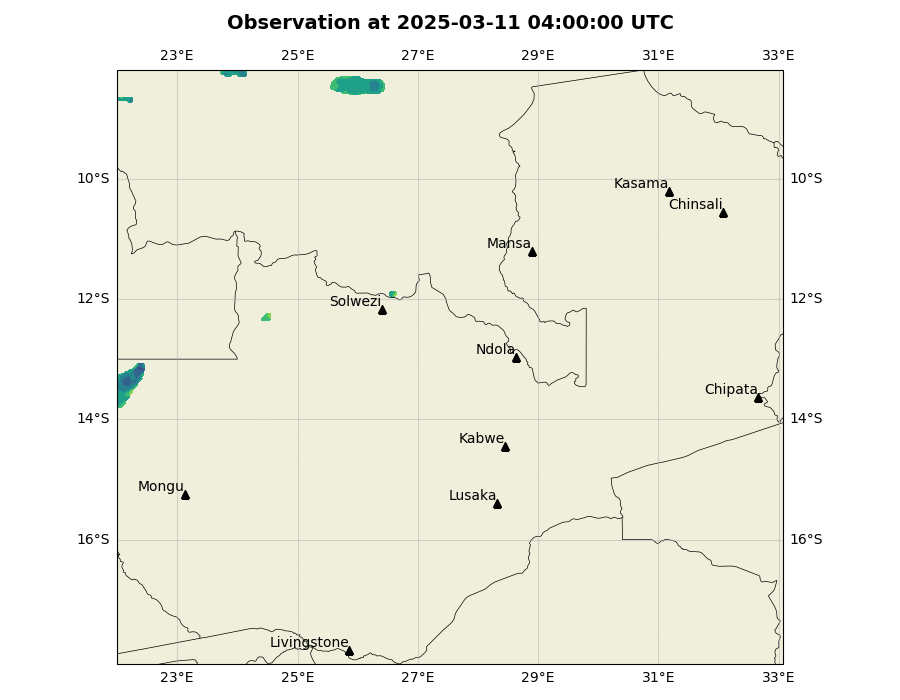 Observation at 2025-03-11 04:00:00 UTC
23°E 25°E 27°E 29°E 31°E 33°E
10°S 10°S
Kasama
Chinsali
Mansa
12°S 12°S
Solwezi
Ndola
Chipata
14°S 14°S
Kabwe
Mongu
Lusaka
16°S 16°S
Livingstone
23°E 25°E 27°E 29°E 31°E 33°E